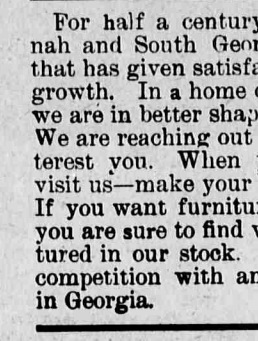 For half a century
nah and South Geor
that has given satisfa
growth. In a home
we are in better shap
We are reaching out
terest you. When
visit us—make your
If you want furnitu
you are sure to find
tured in our stock.
competition with an
in Georgia.